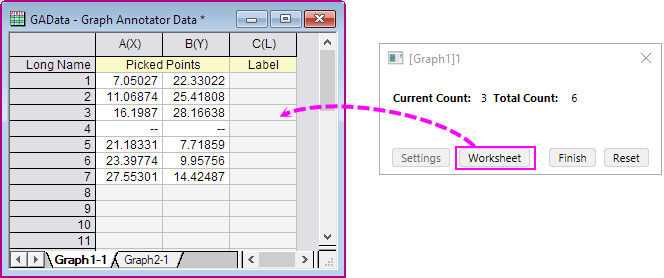 GAData - Graph Annotator Data *
A(X) B(Y) C(L)
Long Name Picked Points Label
1 7.05027 22.33022
2 11.06874 25.41808
3 16.1987 28.16638
4 -- --
5 21.18331 7.71859
6 23.39774 9.95756
7 27.55301 14.42487
8
9
10
11
Graph1-1 Graph2-1
[Graph1]1
Current Count: 3 Total Count: 6
Settings Worksheet Finish Reset